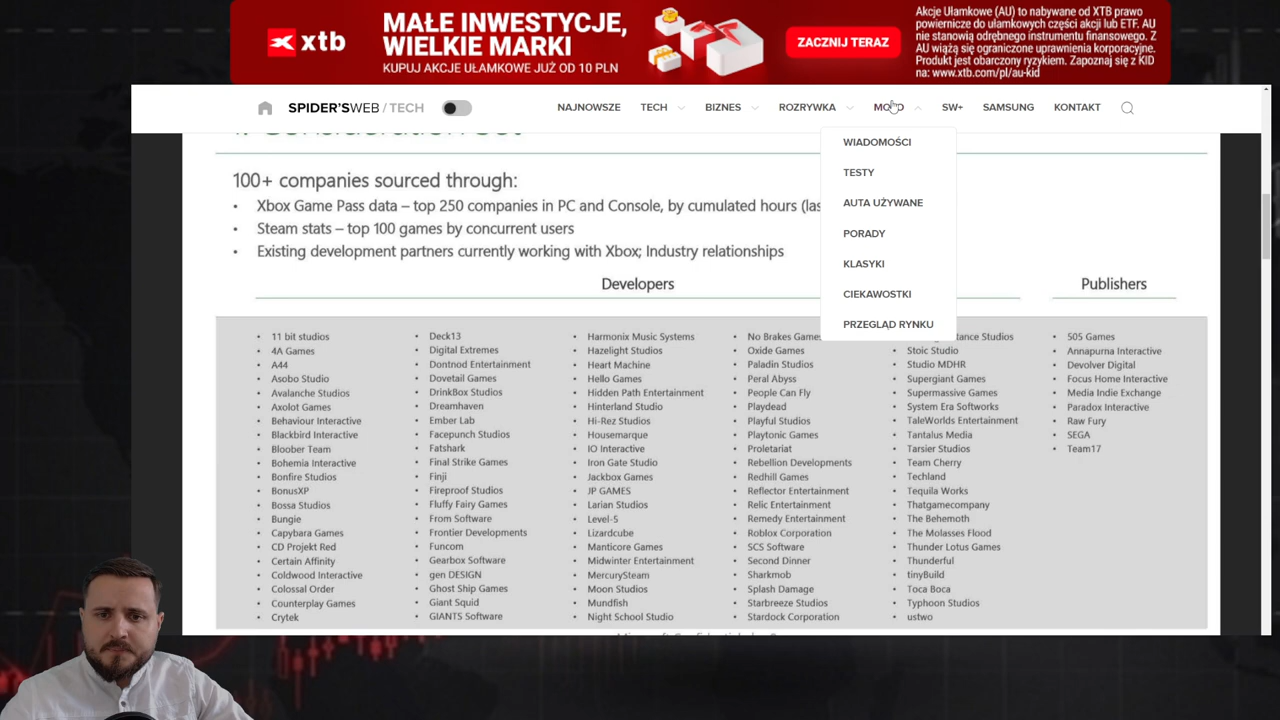 xtb
MAŁE INWESTYCJE,
WIELKIE MARKI
KUPUJ AKCJE UŁAMKOWE JUŻ OD 10 PLN
ZACZNIJ TERAZ
Akcje Ułamkowe (AU) to nabywane od XTB prawo
powiernicze do ułamkowych części akcji lub ETF. AU
nie stanowią odrębnego instrumentu finansowego. Z
AU wiążą się ograniczone uprawnienia korporacyjne.
Produkt jest obarczony ryzykiem. Zapoznaj się z KID
na: www.xtb.com/pl/au-kid
SPIDER'SWEB / TECH
NAJNOWSZE TECH BIZNES ROZRYWKA MOTO SW+ SAMSUNG KONTAKT
WIADOMOŚCI
TESTY
AUTA UŻYWANE
PORADY
KLASYKI
CIEKAWOSTKI
PRZEGLĄD RYNKU
100+ companies sourced through:
• Xbox Game Pass data – top 250 companies in PC and Console, by cumulated hours
• Steam stats – top 100 games by concurrent users
• Existing development partners currently working with Xbox; Industry relationships
Developers
• 11 bit studios
• 4A Games
• A44
• Asobo Studio
• Avalanche Studios
• Axolot Games
• Behaviour Interactive
• Blackbird Interactive
• Bloober Team
• Bohemia Interactive
• Bonfire Studios
• BonusXP
• Bossa Studios
• Bungie
• Capybara Games
• CD Projekt Red
• Certain Affinity
• Coldwood Interactive
• Colossal Order
• Counterplay Games
• Crytek
• Deck13
• Digital Extremes
• Dontnod Entertainment
• Dovetail Games
• DrinkBox Studios
• Dreamhaven
• Ember Lab
• Facepunch Studios
• Fatshark
• Final Strike Games
• Finji
• Fireproof Studios
• Fluffy Fairy Games
• From Software
• Frontier Developments
• Funcom
• Gearbox Software
• gen DESIGN
• Ghost Ship Games
• Giant Squid
• GIANTS Software
• Harmonix Music Systems
• Hazelight Studios
• Heart Machine
• Hello Games
• Hidden Path Entertainment
• Hinterland Studio
• Hi-Rez Studios
• Housemarque
• IO Interactive
• Iron Gate Studio
• Jackbox Games
• JP GAMES
• Larian Studios
• Level-5
• Lizardcube
• Manticore Games
• Midwinter Entertainment
• MercurySteam
• Moon Studios
• Mundfish
• Night School Studio
• No Brakes Games
• Oxide Games
• Paladin Studios
• Peral Abyss
• People Can Fly
• Playdead
• Playful Studios
• Playtonic Games
• Proletariat
• Rebellion Developments
• Redhill Games
• Reflector Entertainment
• Relic Entertainment
• Remedy Entertainment
• Roblox Corporation
• SCS Software
• Second Dinner
• Sharkmob
• Splash Damage
• Starbreeze Studios
• Stardock Corporation
Studios
• Stoic Studio
• Studio MDHR
• Supergiant Games
• Supermassive Games
• System Era Softworks
• TaleWorlds Entertainment
• Tantalus Media
• Tarsier Studios
• Team Cherry
• Techland
• Tequila Works
• Thatgamecompany
• The Behemoth
• The Molasses Flood
• Thunder Lotus Games
• Thunderful
• tinyBuild
• Toca Boca
• Typhoon Studios
• ustwo
Publishers
• 505 Games
• Annapurna Interactive
• Devolver Digital
• Focus Home Interactive
• Media Indie Exchange
• Paradox Interactive
• Raw Fury
• SEGA
• Team17